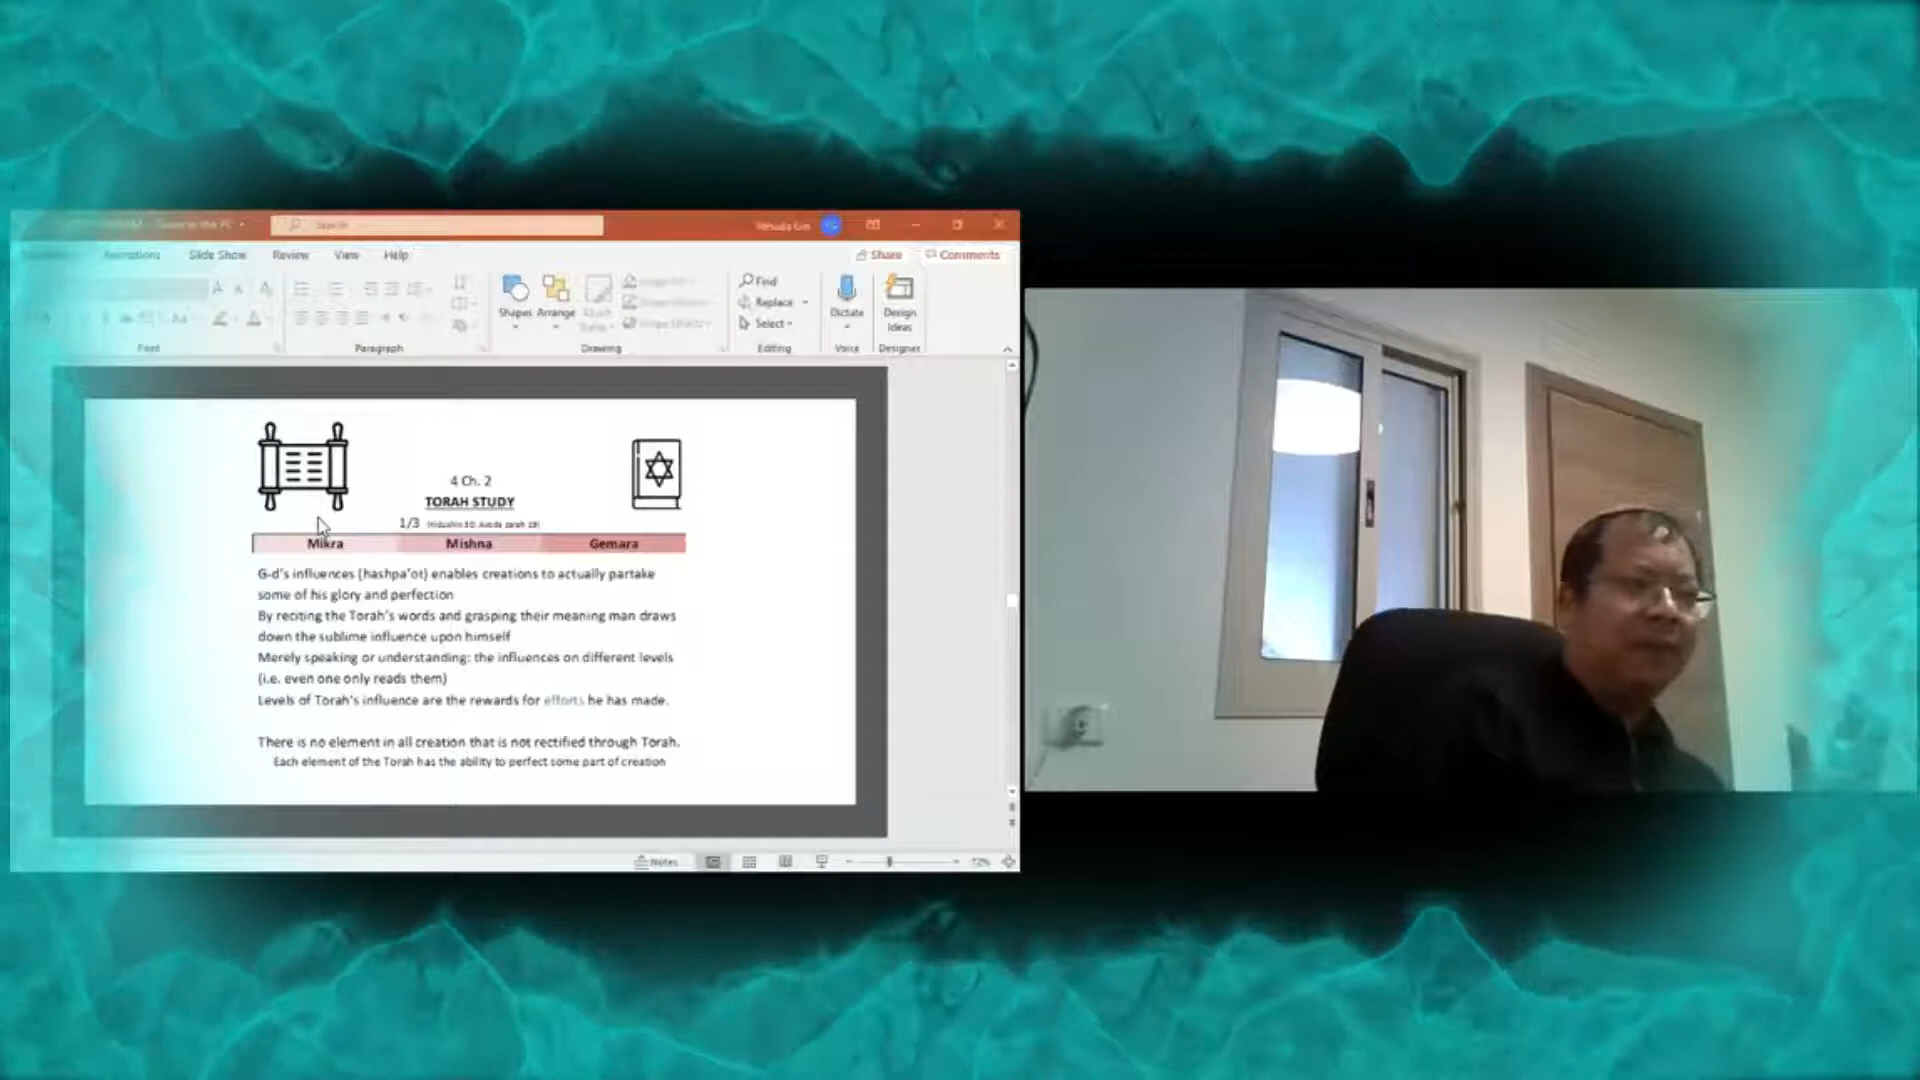 Search
Animations Slide Show Review View Help
Share Comments
Find
Replace
Select
Shapes Arrange
Dictate
Design
Ideas
Font Paragraph Drawing Editing Voice Designer
4 Ch. 2
TORAH STUDY
1/3
Mikra Mishna Gemara
G-d's influences (hashpa'ot) enables creations to actually partake
some of his glory and perfection
By reciting the Torah's words and grasping their meaning man draws
down the sublime influence upon himself
Merely speaking or understanding: the influences on different levels
(i.e. even one only reads them)
Levels of Torah's influence are the rewards for efforts he has made.
There is no element in all creation that is not rectified through Torah.
Each element of the Torah has the ability to perfect some part of creation
Notes
72%